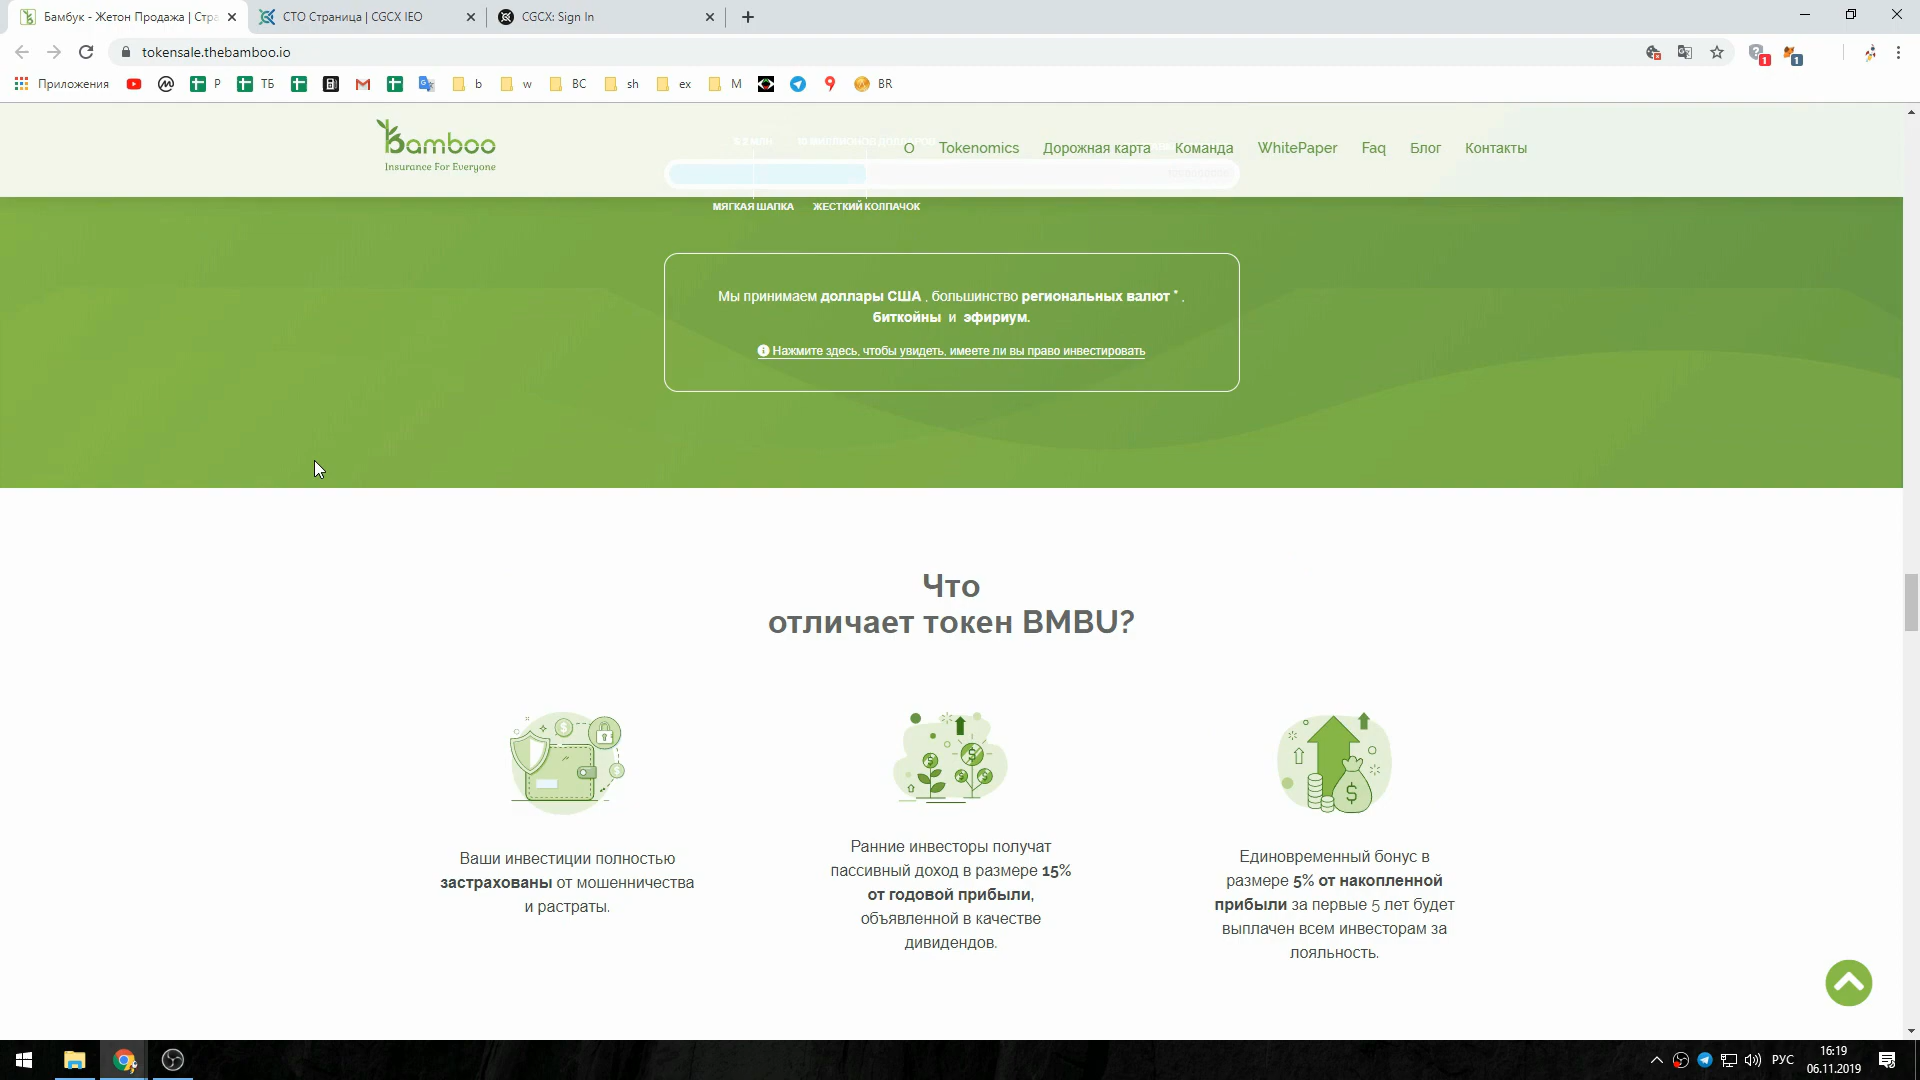 Бамбук - Жетон Продажа | Стра
СТО Страница | CGCX IEO
CGCX: Sign In
tokensale.thebamboo.io
1
1
Приложения
P
ТБ
b
w
BC
sh
ex
M
BR
bamboo
Insurance For Everyone
О
Tokenomics
Дорожная карта
Команда
WhitePaper
Faq
Блог
Контакты
МЯГКАЯ ШАПКА
ЖЕСТКИЙ КОЛПАЧОК
Мы принимаем доллары США , большинство региональных валют * ,
биткойны и эфириум.
Нажмите здесь, чтобы увидеть, имеете ли вы право инвестировать
Что
отличает токен BMBU?
Ваши инвестиции полностью
застрахованы от мошенничества
и растраты.
Ранние инвесторы получат
пассивный доход в размере 15%
от годовой прибыли,
объявленной в качестве
дивидендов.
Единовременный бонус в
размере 5% от накопленной
прибыли за первые 5 лет будет
выплачен всем инвесторам за
лояльность.
РУС
16:19
06.11.2019